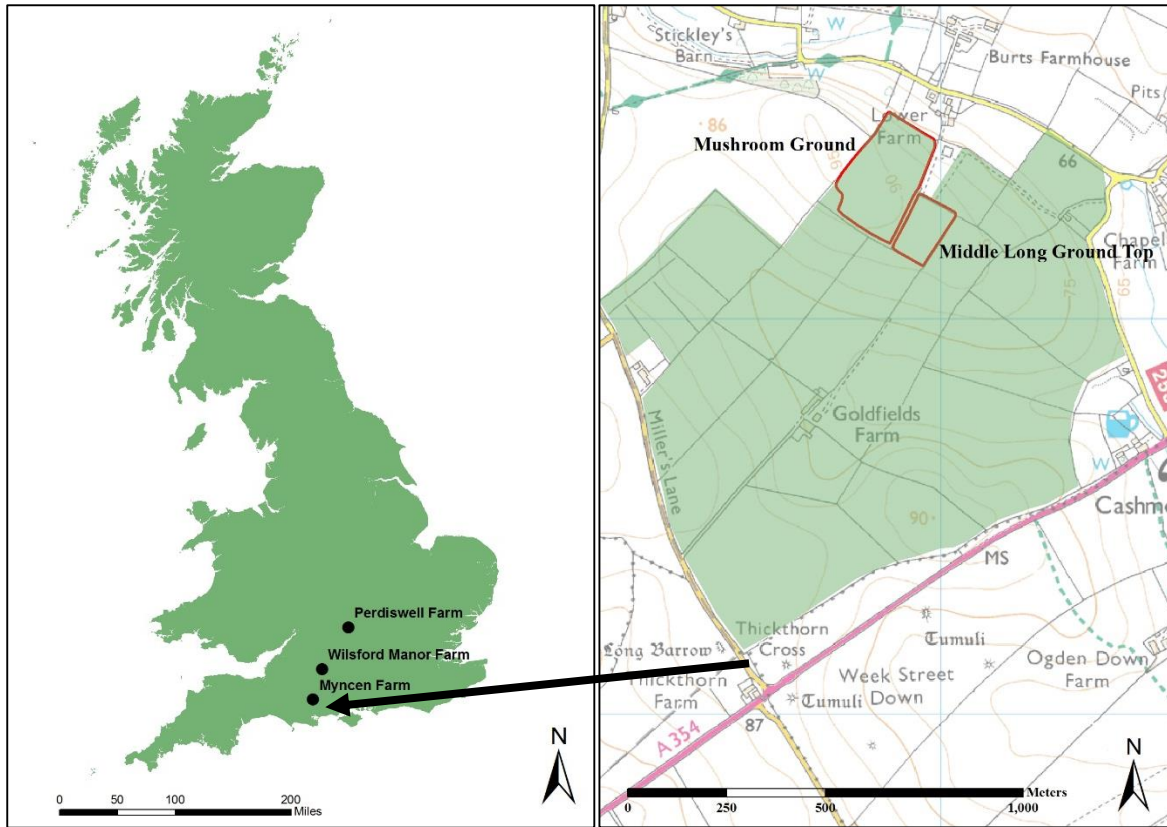 Perdiswell Farm
Wilsford Manor Farm
Myncen Farm
N
0 50 100 200
Miles
Stickley's
Barn
W
W
Burts Farmhouse
Pits
86
Lower
Farm
Mushroom Ground
95
90
66
Middle Long Ground Top
Chapel
Farm
65
75
Goldfields
Farm
Miller's Lane
W
90
Cashmo
MS
Thickthorn
Cross
Long Barrow
Thickthorn
Farm
Tumuli
Week Street
Down
Tumuli
Ogden Down
Farm
A 354
87
N
Meters
0 250 500 1,000